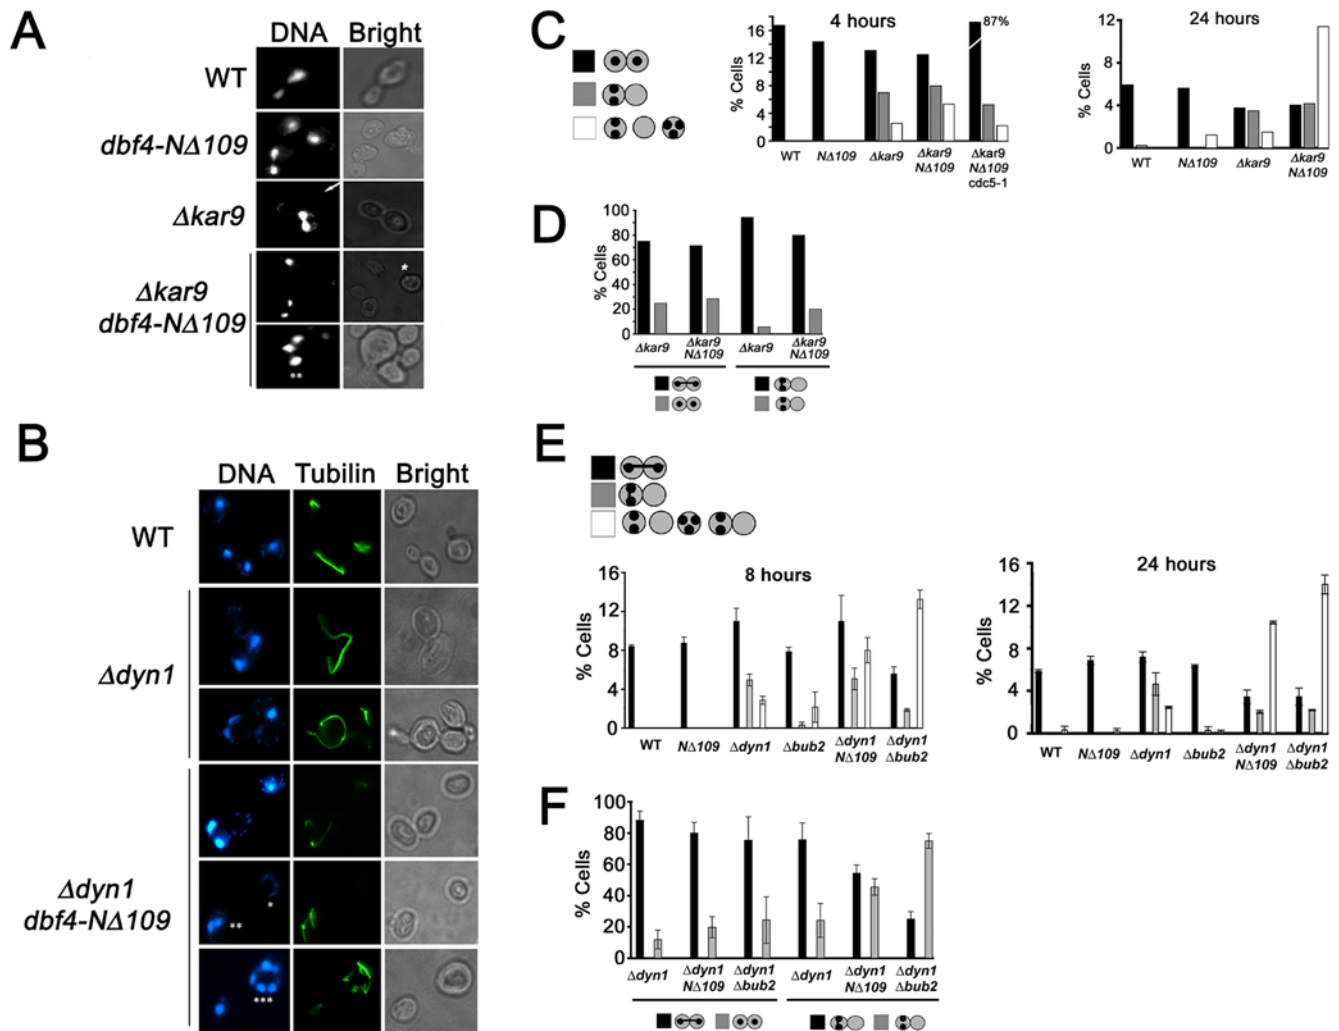 A
DNA Bright
WT
dbf4-NΔ109
Δkar9
Δkar9
dbf4-NΔ109
*
**
B
DNA Tubilin Bright
WT
Δdyn1
Δdyn1
dbf4-NΔ109
*
**
***
C
4 hours
87%
% Cells
16
12
8
4
0
WT NΔ109 Δkar9 Δkar9 NΔ109 Δkar9 NΔ109 cdc5-1
24 hours
% Cells
12
8
4
0
WT NΔ109 Δkar9 Δkar9 NΔ109
D
% Cells
100
80
60
40
20
0
Δkar9 Δkar9 NΔ109 Δkar9 Δkar9 NΔ109
E
8 hours
% Cells
16
12
8
4
0
WT NΔ109 Δdyn1 Δbub2 Δdyn1 NΔ109 Δdyn1 Δbub2
24 hours
% Cells
16
12
8
4
0
WT NΔ109 Δdyn1 Δbub2 Δdyn1 NΔ109 Δdyn1 Δbub2
F
% Cells
100
80
60
40
20
0
Δdyn1 Δdyn1 NΔ109 Δdyn1 Δbub2 Δdyn1 Δdyn1 NΔ109 Δdyn1 Δbub2